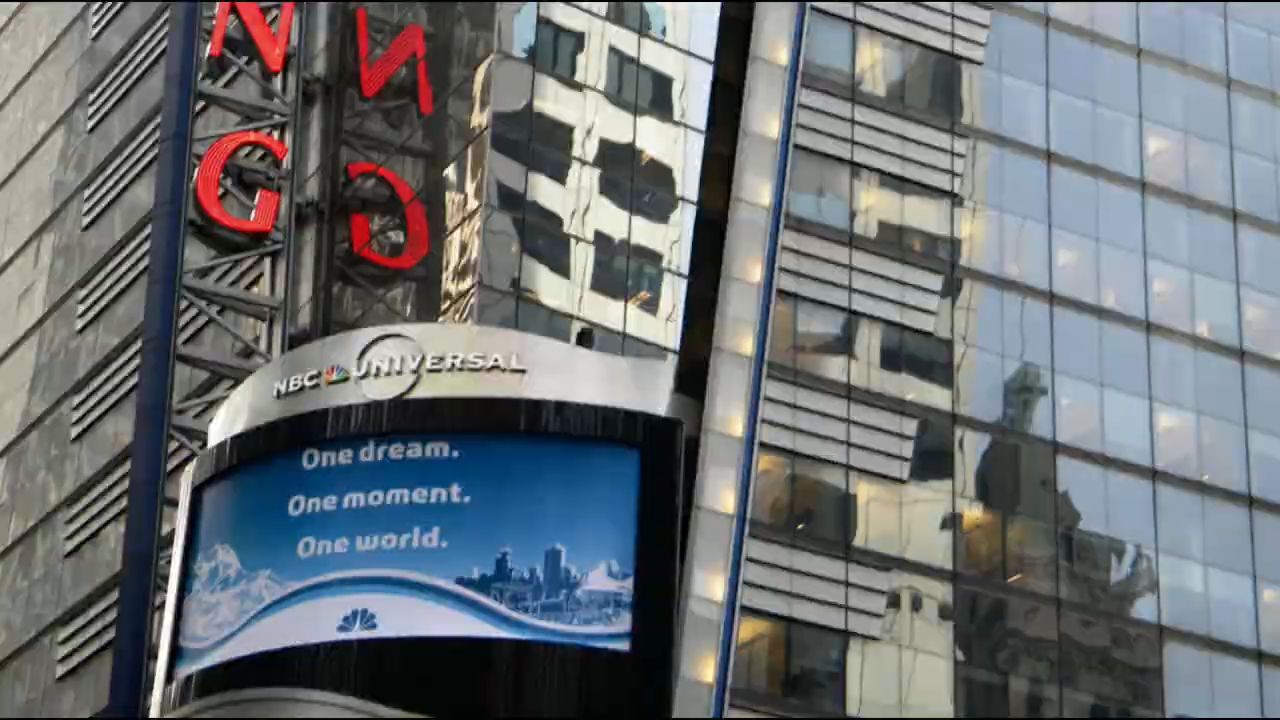 N
G
NBC UNIVERSAL
One dream.
One moment.
One world.